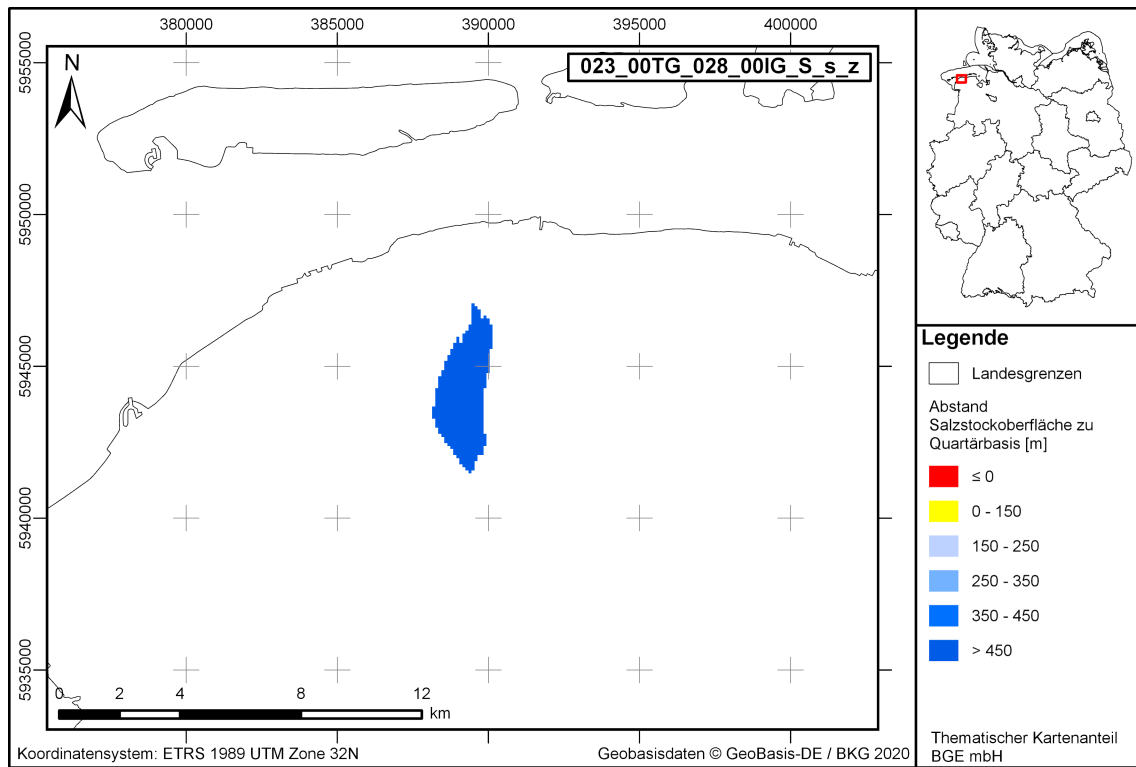 380000
385000
390000
395000
400000
5955000
5950000
5945000
5940000
5935000
N
023_00TG_028_00IG_S_s_z
0
2
4
8
12
km
Koordinatensystem: ETRS 1989 UTM Zone 32N
Geobasisdaten © GeoBasis-DE / BKG 2020
Legende
Landesgrenzen
Abstand
Salzstockoberfläche zu
Quartärbasis [m]
≤ 0
0 - 150
150 - 250
250 - 350
350 - 450
> 450
Thematischer Kartenanteil
BGE mbH